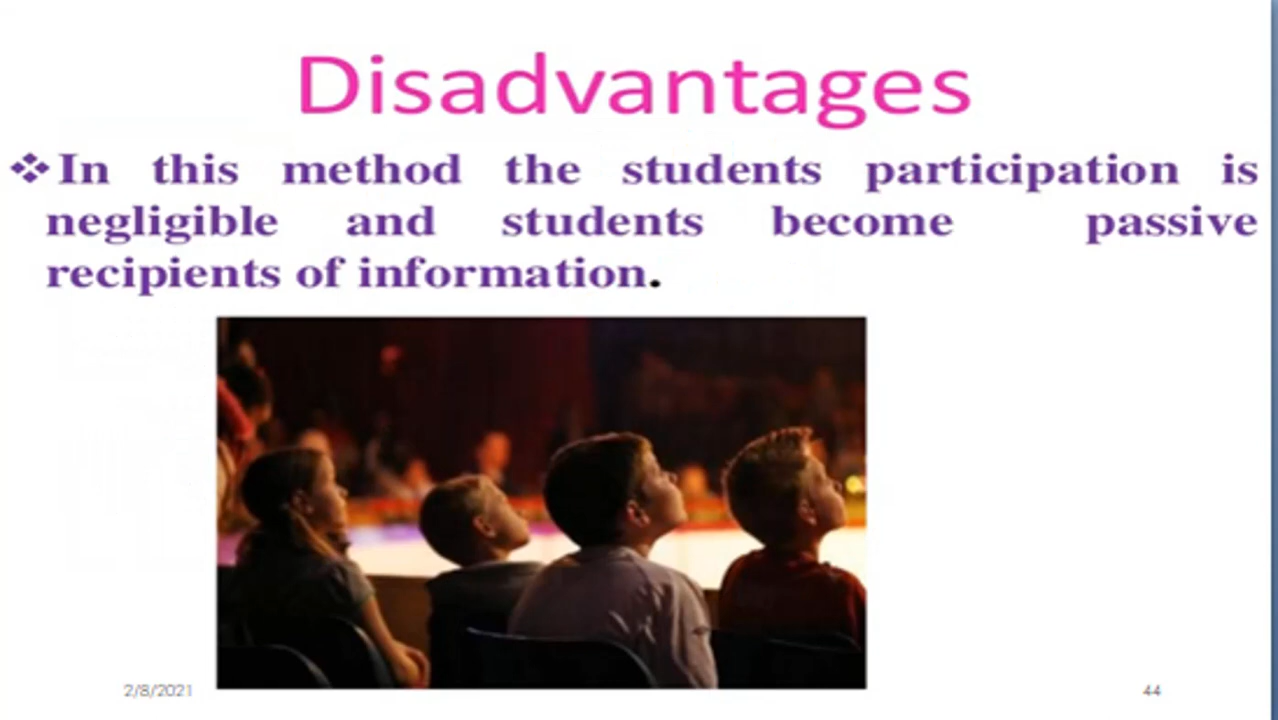 Disadvantages
❖In this method the students participation is
negligible and students become passive
recipients of information.
2/8/2021
44